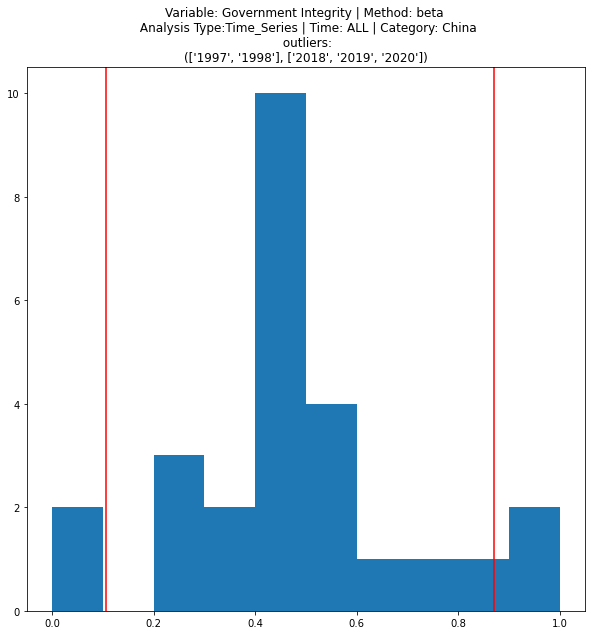 Variable: Government Integrity | Method: beta
Analysis Type:Time_Series | Time: ALL | Category: China
outliers:
(['1997', '1998'], ['2018', '2019', '2020'])
10
8
6
4
2
0
0.0 0.2 0.4 0.6 0.8 1.0